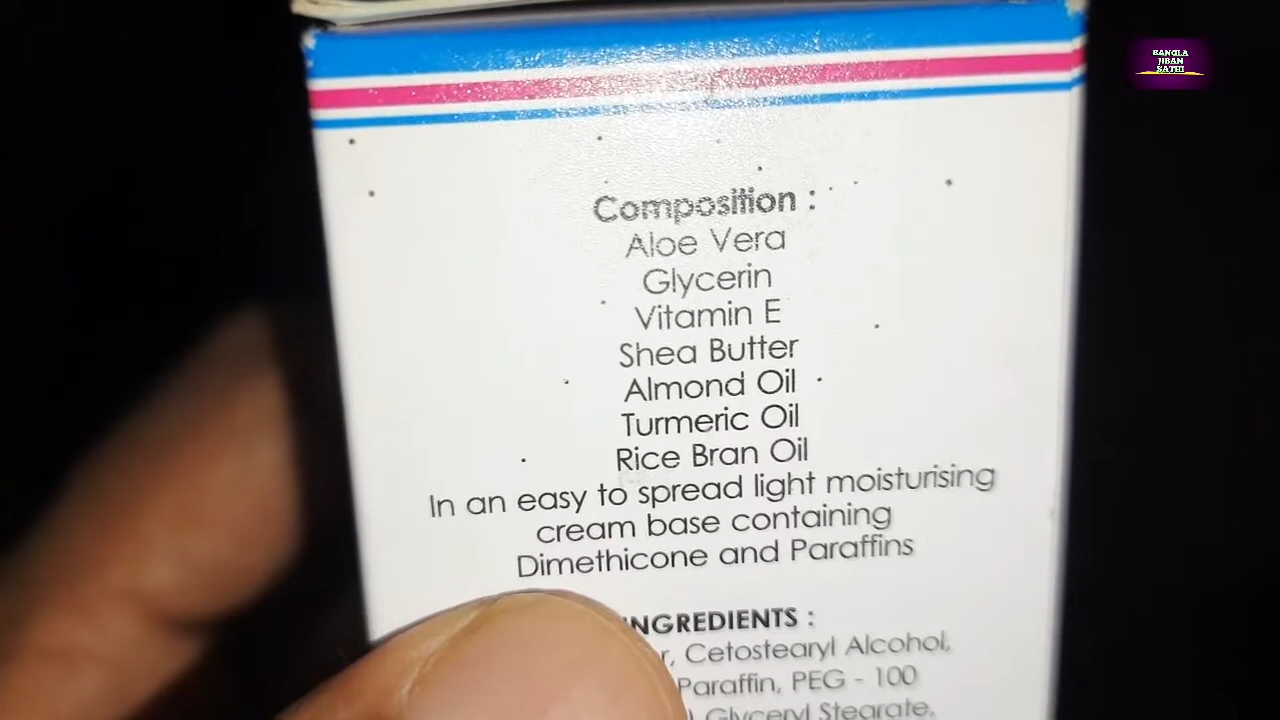 BANGLA
JIBAN
SATHI
Composition :
Aloe Vera
Glycerin
Vitamin E
Shea Butter
Almond Oil
Turmeric Oil
Rice Bran Oil
In an easy to spread light moisturising
cream base containing
Dimethicone and Paraffins
INGREDIENTS :
Cetostearyl Alcohol,
Paraffin, PEG - 100
Glyceryl Stearate,